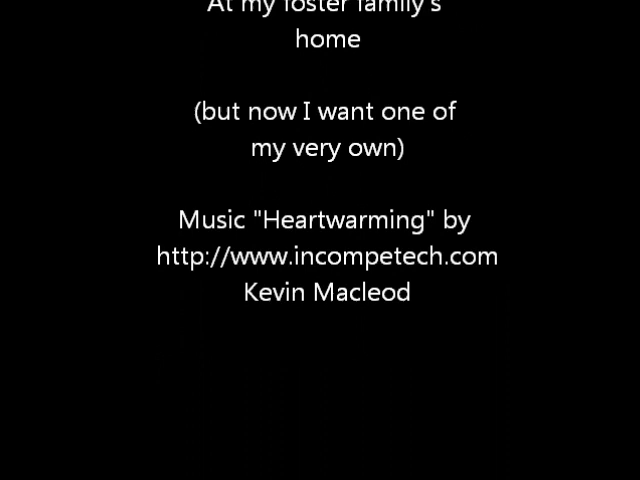 At my foster family's
home
(but now I want one of
my very own)
Music "Heartwarming" by
http://www.incompetech.com
Kevin Macleod